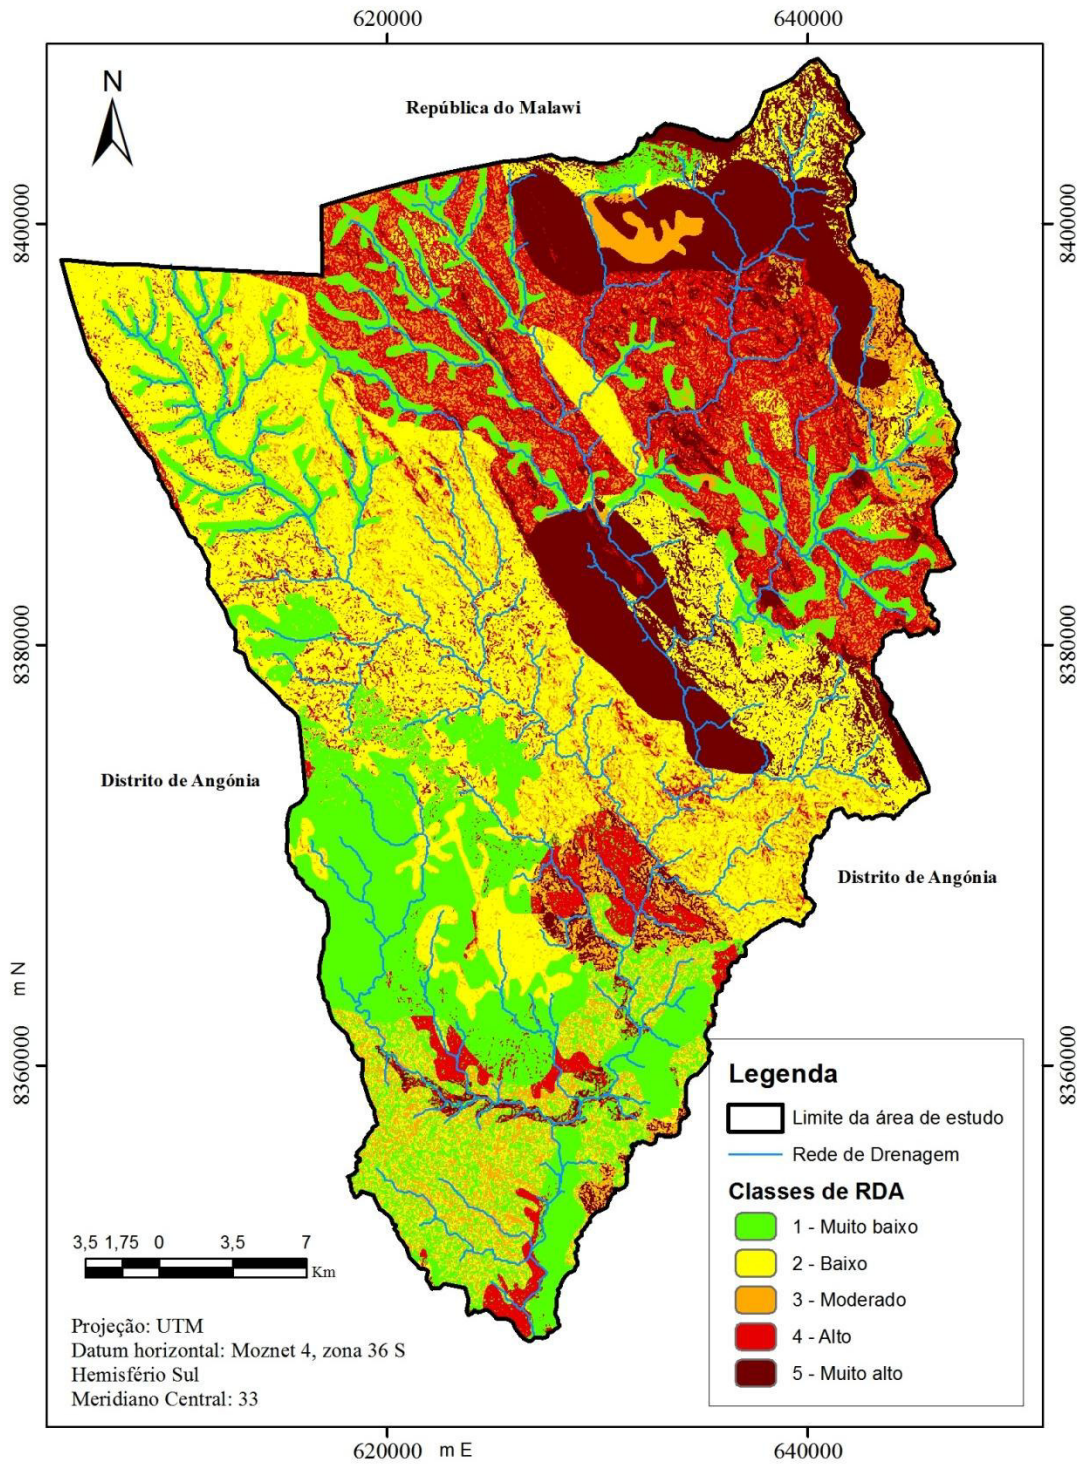 620000 640000
N
República do Malawi
8400000 8400000
8380000 8380000
Distrito de Angónia
Distrito de Angónia
m N
8360000 8360000
Legenda
Limite da área de estudo
Rede de Drenagem
Classes de RDA
1 - Muito baixo
2 - Baixo
3 - Moderado
4 - Alto
5 - Muito alto
3,5 1,75 0 3,5 7
Km
Projeção: UTM
Datum horizontal: Moznet 4, zona 36 S
Hemisfério Sul
Meridiano Central: 33
620000 m E 640000